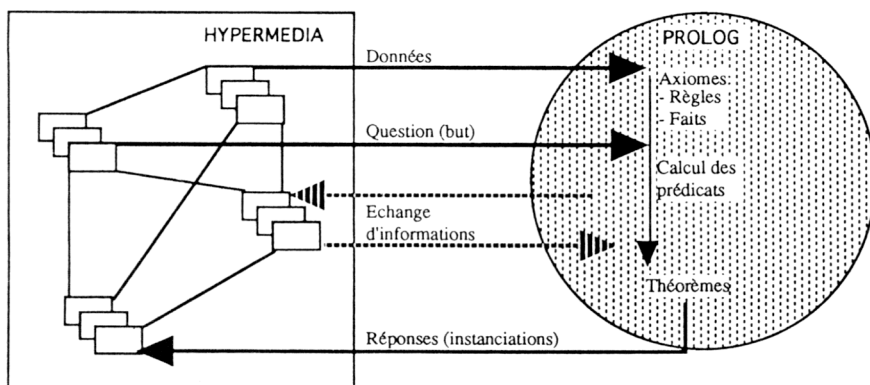 HYPERMEDIA
PROLOG
Données
Axiomes:
- Règles
- Faits
Question (but)
Calcul des
prédicats
Echange
d'informations
Théorèmes
Réponses (instanciations)